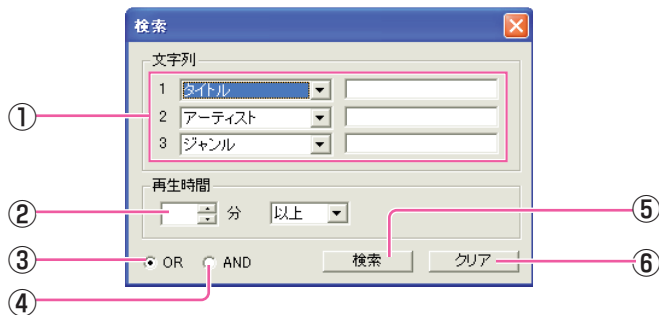 検索
文字列
① 1 タイトル
2 アーティスト
3 ジャンル
再生時間
② 分 以上
⑤
③ OR AND 検索 クリア ⑥
④